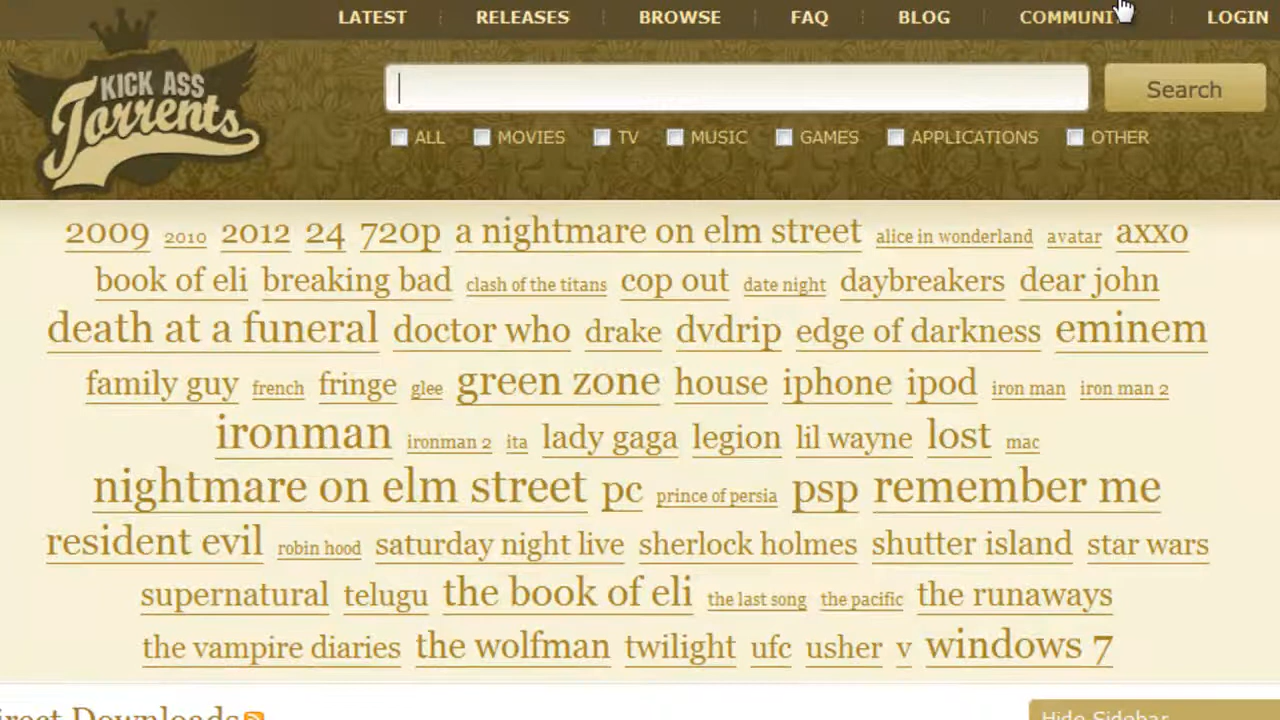 LATEST RELEASES BROWSE FAQ BLOG COMMUNI LOGIN
KICK ASS
Torrents
Search
ALL MOVIES TV MUSIC GAMES APPLICATIONS OTHER
2009 2010 2012 24 720p a nightmare on elm street alice in wonderland avatar axxo
book of eli breaking bad clash of the titans cop out date night daybreakers dear john
death at a funeral doctor who drake dvdrip edge of darkness eminem
family guy french fringe glee green zone house iphone ipod iron man iron man 2
ironman ironman 2 ita lady gaga legion lil wayne lost mac
nightmare on elm street pc prince of persia psp remember me
resident evil robin hood saturday night live sherlock holmes shutter island star wars
supernatural telugu the book of eli the last song the pacific the runaways
the vampire diaries the wolfman twilight ufc usher v windows 7
irect Downloads
Hide Sidebar